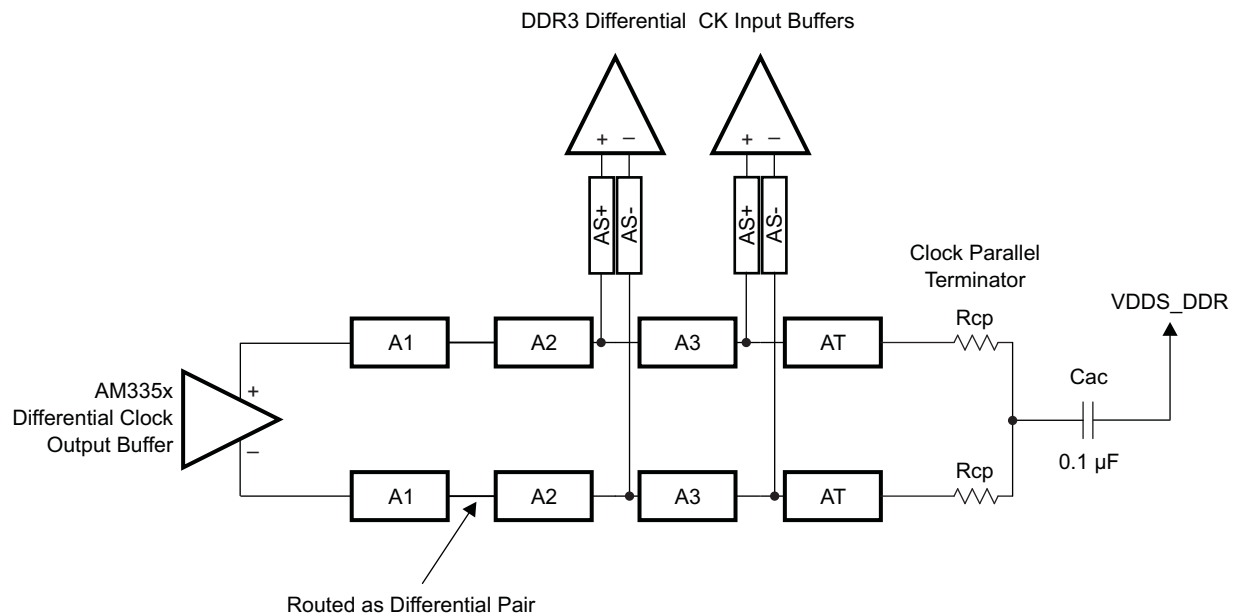 DDR3 Differential CK Input Buffers
+ − + −
AS+ AS- AS+ AS-
Clock Parallel
Terminator
VDDS_DDR
Rcp
A1 A2 A3 AT
Cac
AM335x
Differential Clock
Output Buffer
+
−
0.1 µF
Rcp
A1 A2 A3 AT
Routed as Differential Pair